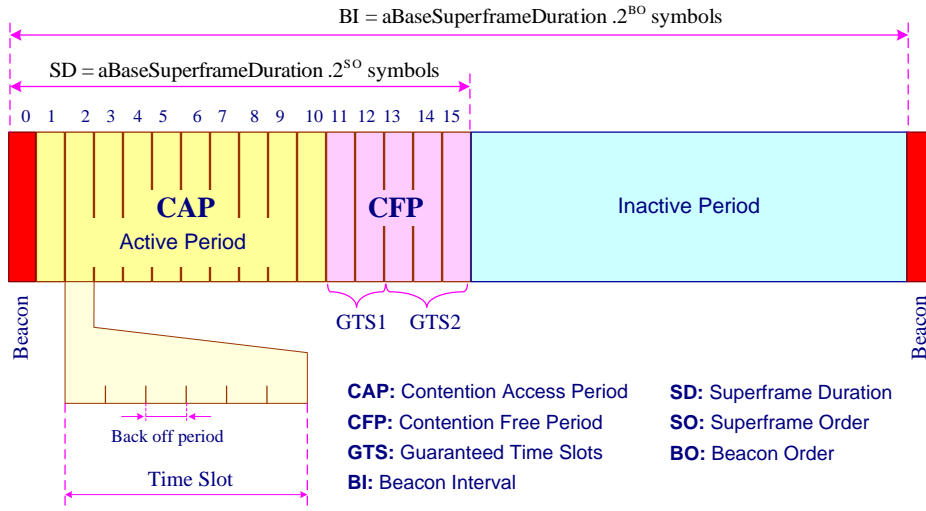 BI = aBaseSuperframeDuration .2^BO symbols
SD = aBaseSuperframeDuration .2^SO symbols
0 1 2 3 4 5 6 7 8 9 10 11 12 13 14 15
CAP
Active Period
CFP
Inactive Period
Beacon
GTS1
GTS2
Beacon
Back off period
Time Slot
CAP: Contention Access Period
CFP: Contention Free Period
GTS: Guaranteed Time Slots
BI: Beacon Interval
SD: Superframe Duration
SO: Superframe Order
BO: Beacon Order